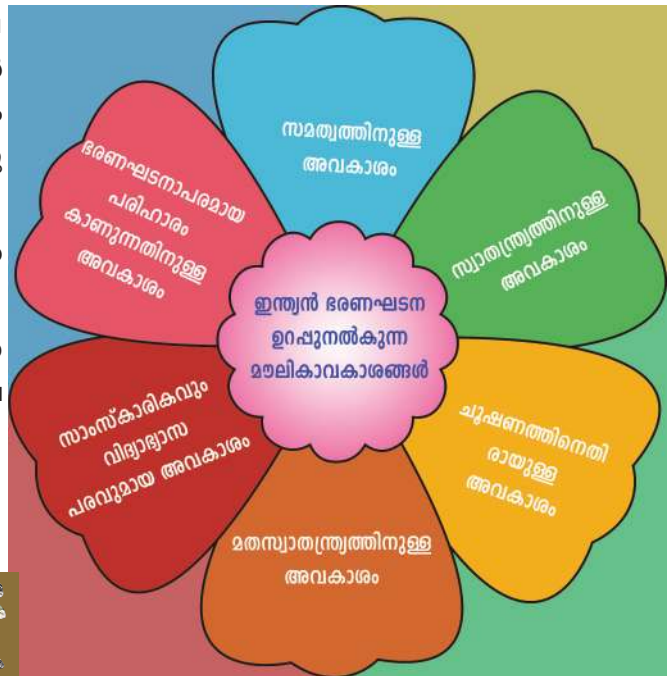 സമത്വത്തിനുള്ള
അവകാശം
സ്വാതന്ത്ര്യത്തിനുള്ള
അവകാശം
ചൂഷണത്തിനെതി
രായുള്ള
അവകാശം
മതസ്വാതന്ത്ര്യത്തിനുള്ള
അവകാശം
സാംസ്കാരികവും
വിദ്യാഭ്യാസ
പരവുമായ അവകാശം
ഭരണഘടനാപരമായ
പരിഹാരം
കാണുന്നതിനുള്ള
അവകാശം
ഇന്ത്യൻ ഭരണഘടന
ഉറപ്പുനൽകുന്ന
മൗലികാവകാശങ്ങൾ